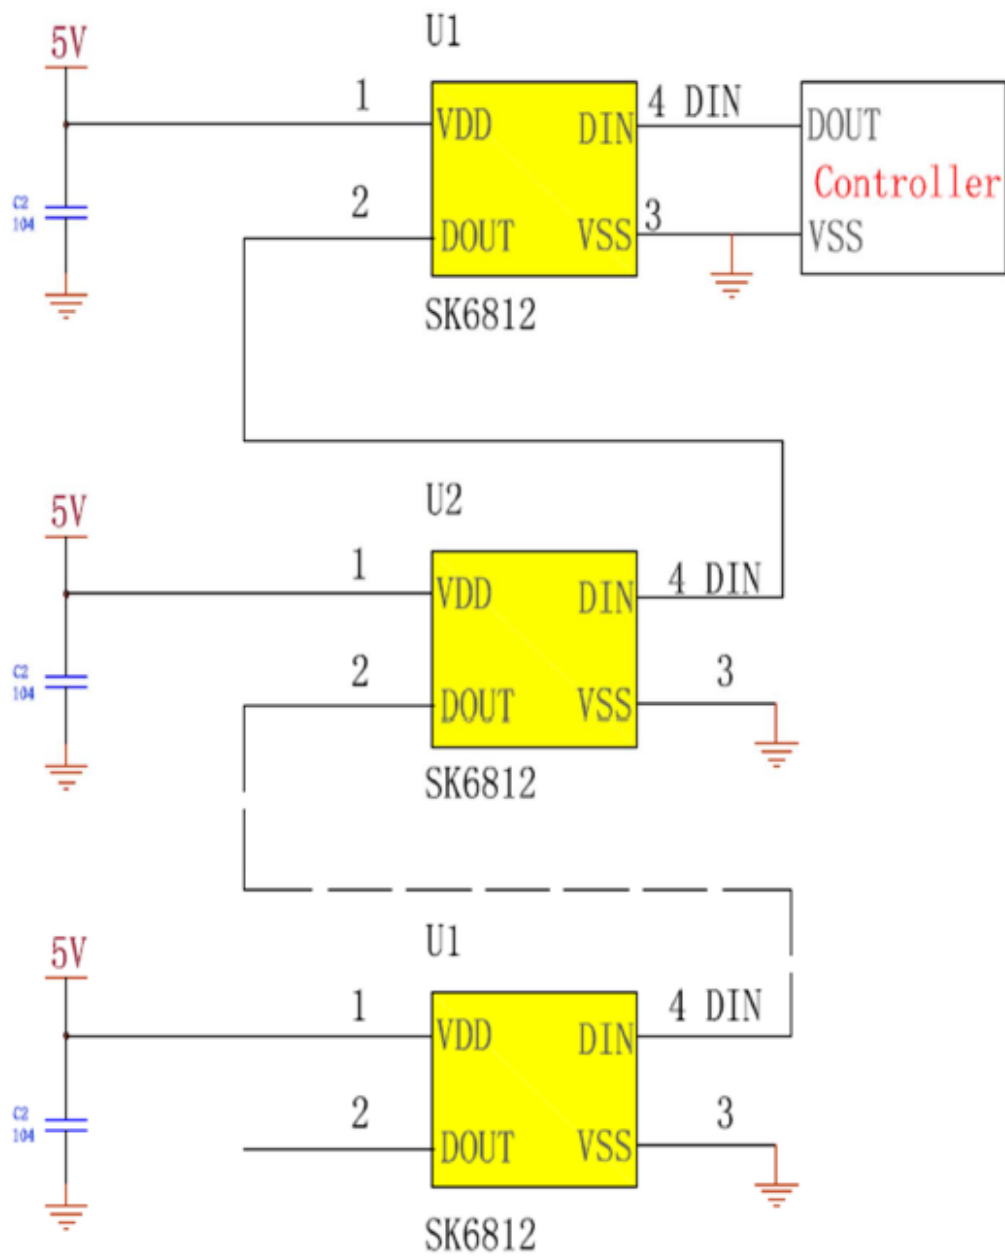 U1
5V
1
4 DIN
VDD
DIN
DOUT
Controller
C2
104
2
3
DOUT
VSS
VSS
SK6812
U2
5V
1
4 DIN
VDD
DIN
C2
104
2
3
DOUT
VSS
SK6812
U1
5V
1
4 DIN
VDD
DIN
C2
104
2
3
DOUT
VSS
SK6812